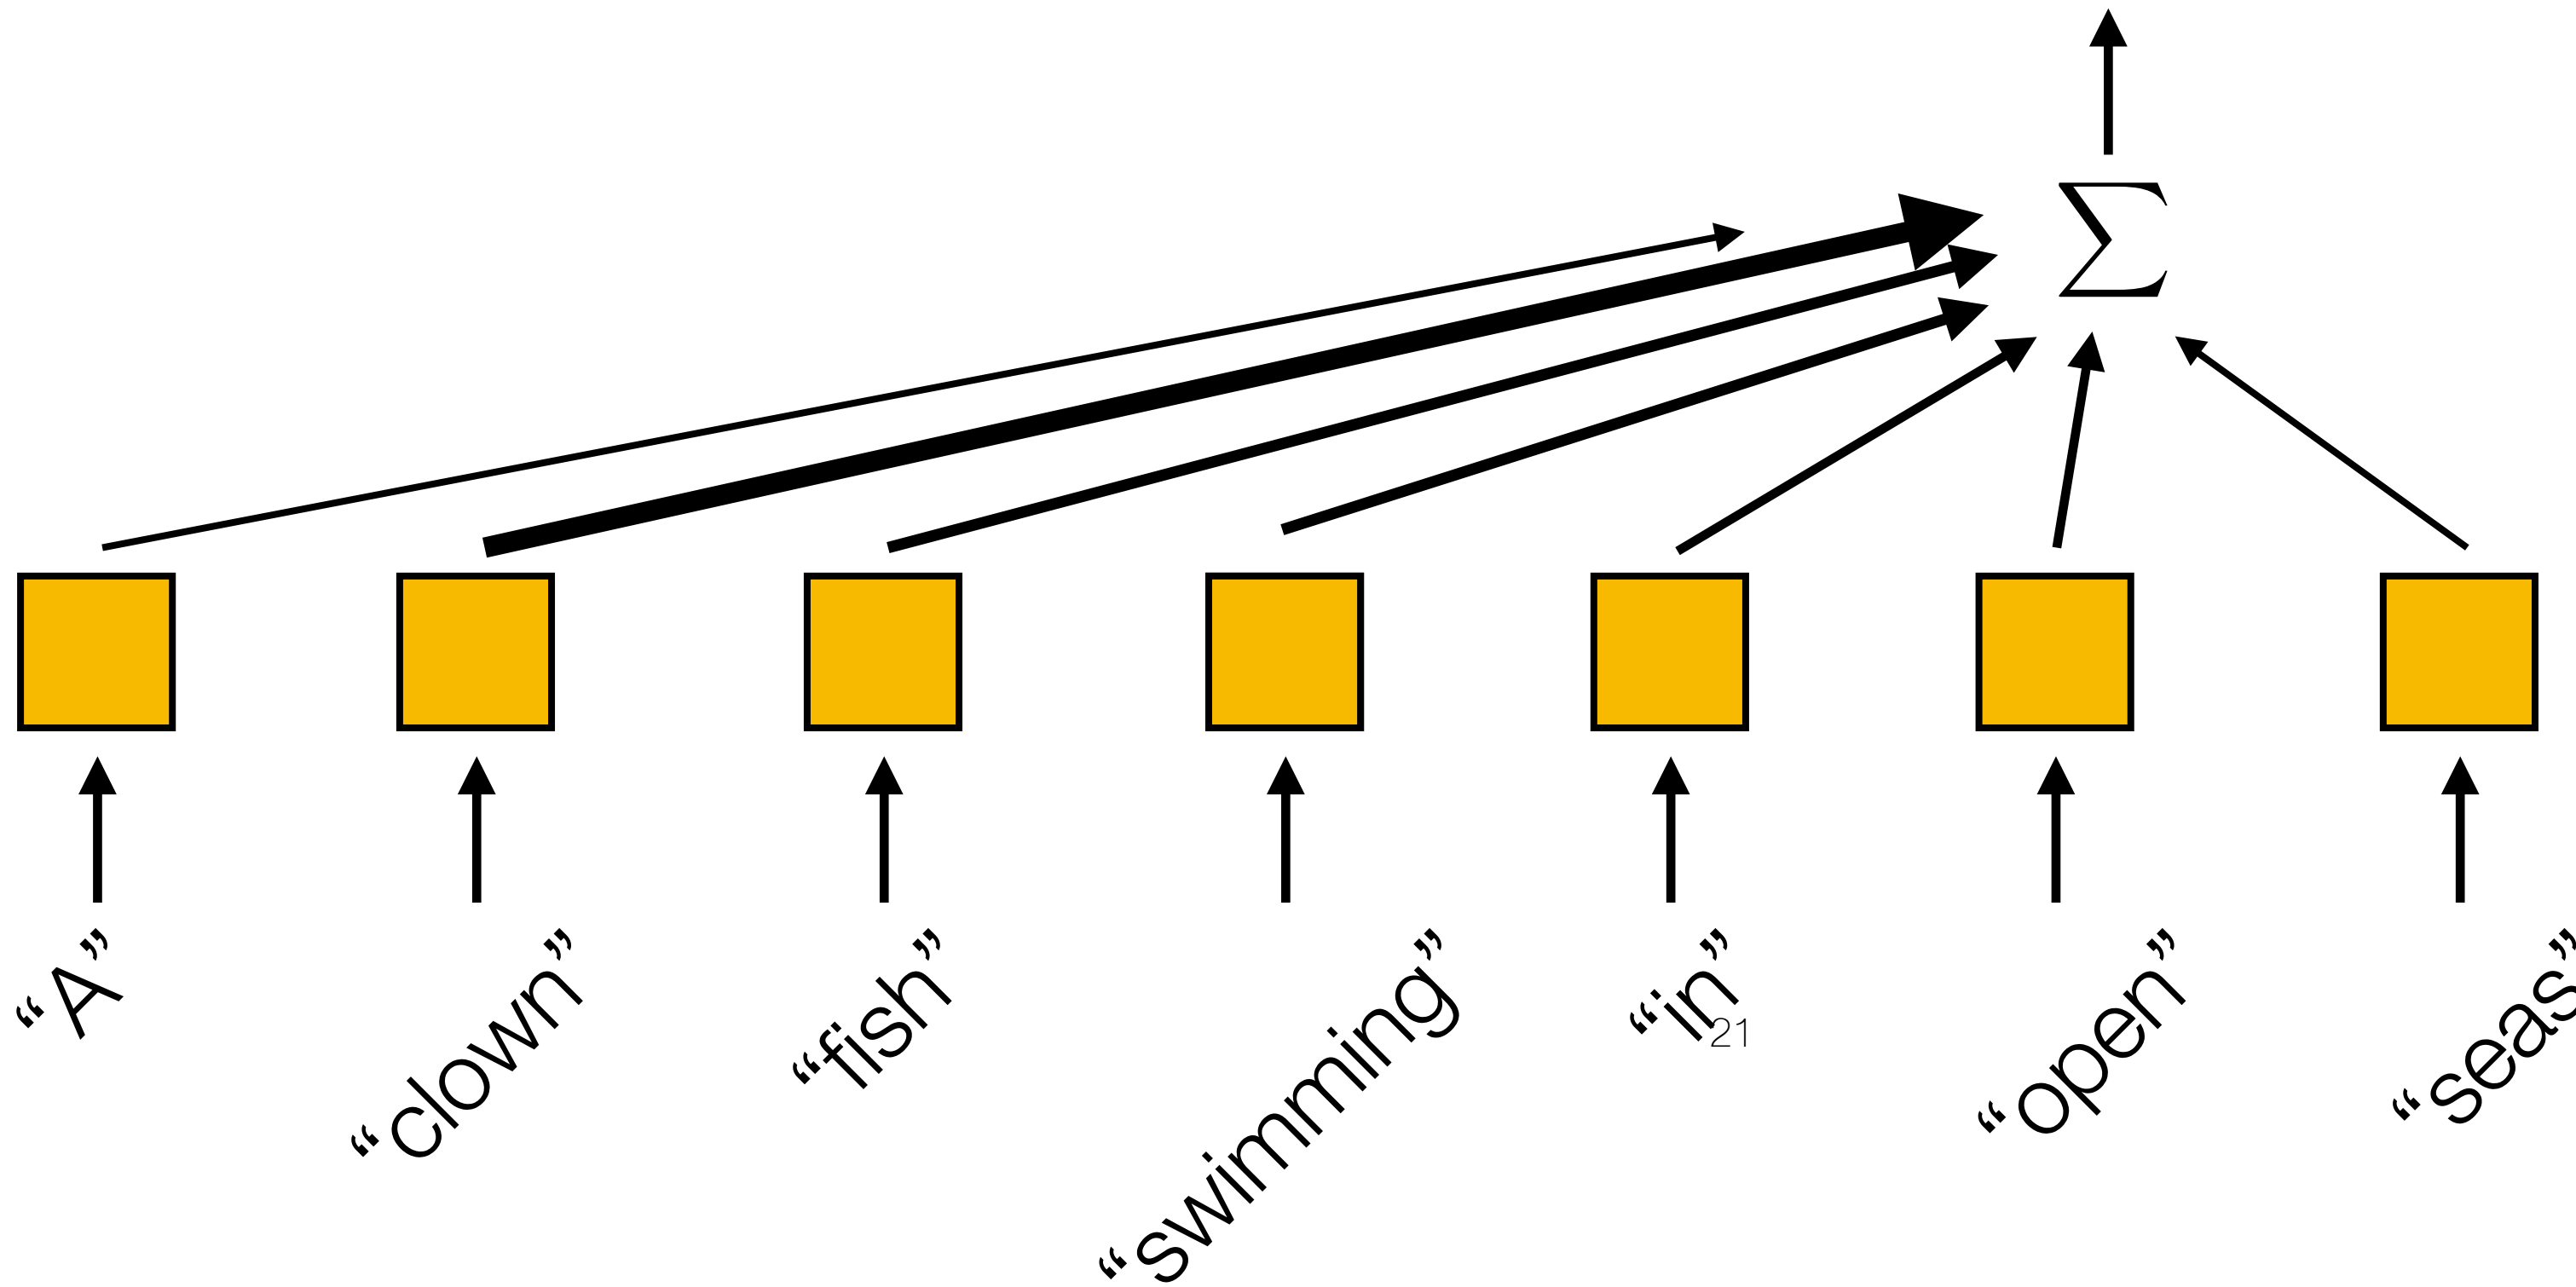 Σ
“A”
“clown”
“fish”
“swimming”
“in”
“open”
“seas”
21